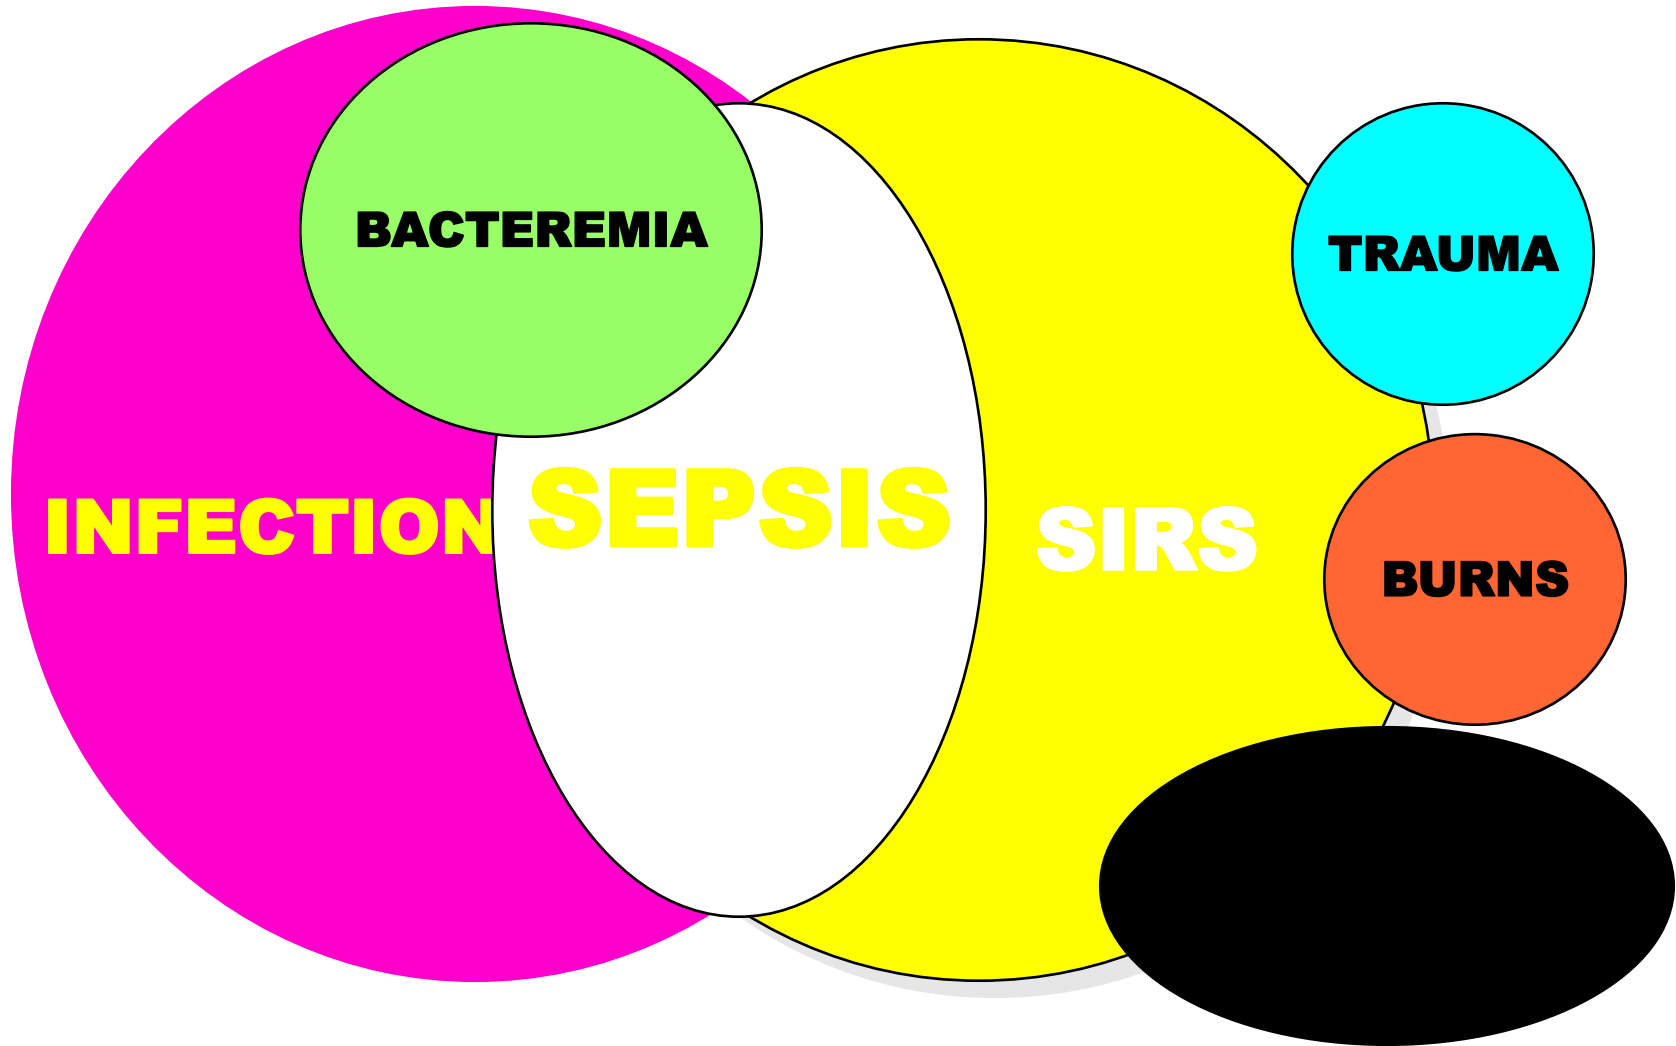 BACTEREMIA
TRAUMA
INFECTION
SEPSIS
SIRS
BURNS